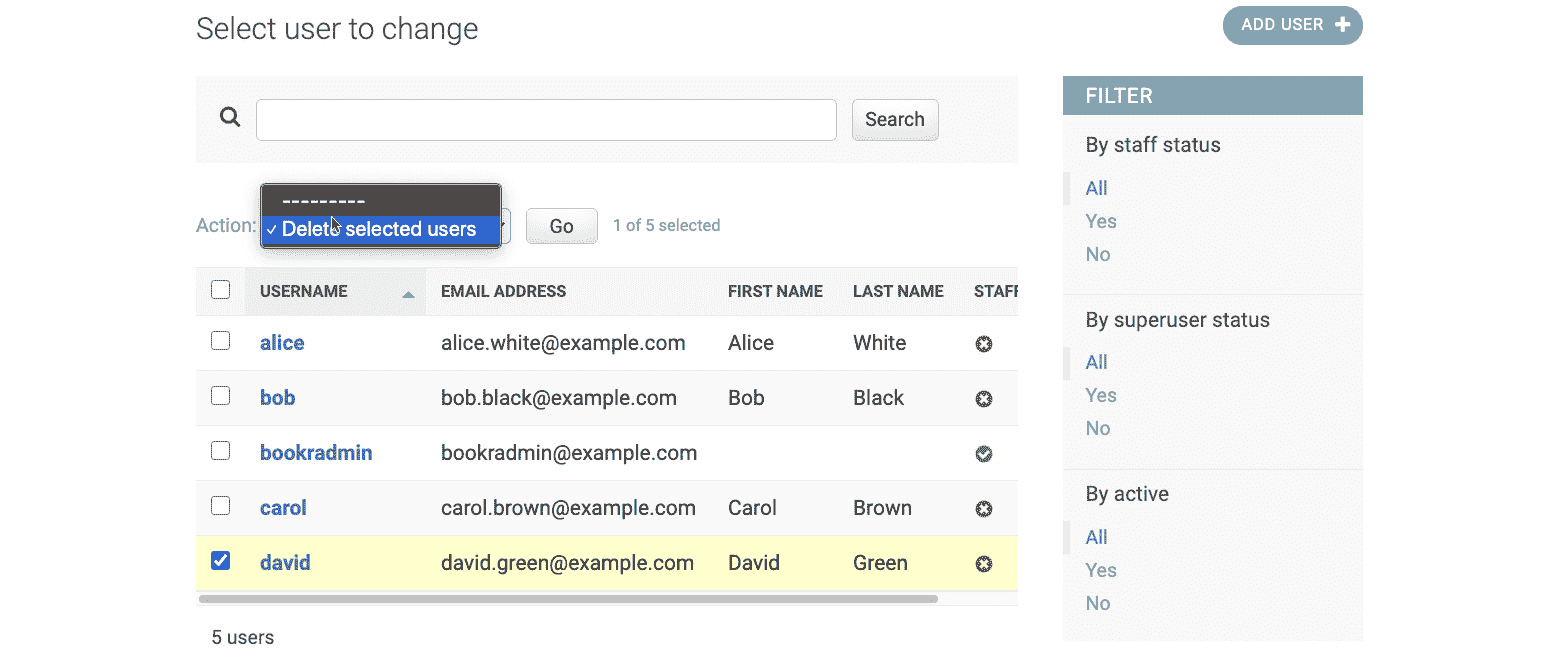 Select user to change
ADD USER
Search
FILTER
By staff status
All
Yes
No
By superuser status
All
Yes
No
By active
All
Yes
No
---------
Action:
Delete selected users
Go
1 of 5 selected
USERNAME EMAIL ADDRESS FIRST NAME LAST NAME STAFF
alice alice.white@example.com Alice White
bob bob.black@example.com Bob Black
bookradmin bookradmin@example.com
carol carol.brown@example.com Carol Brown
david david.green@example.com David Green
5 users